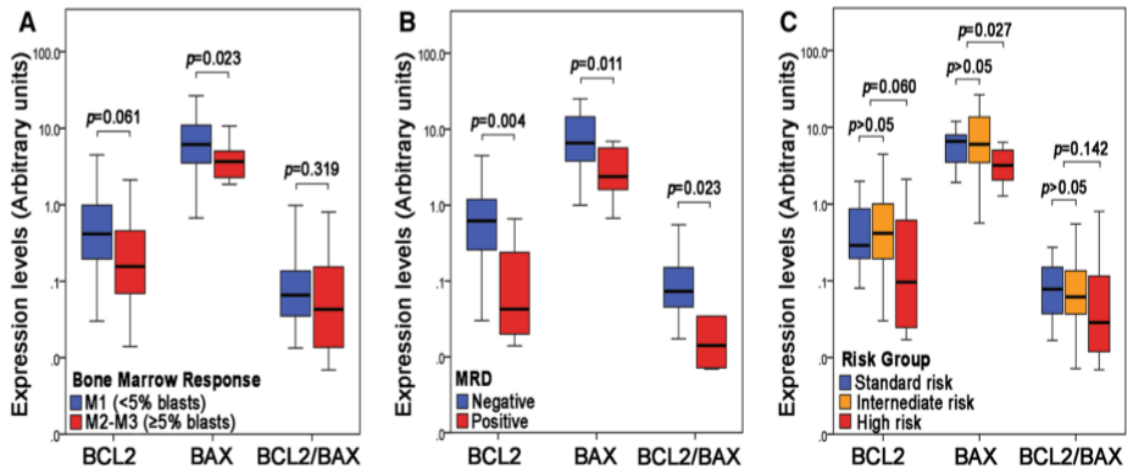 A
Expression levels (Arbitrary units)
100.0
10.0
1.0
.1
.0
.0
p=0.061
p=0.023
p=0.319
Bone Marrow Response
M1 (<5% blasts)
M2-M3 (≥5% blasts)
BCL2 BAX BCL2/BAX
B
Expression levels (Arbitrary units)
100.0
10.0
1.0
.1
.0
.0
p=0.004
p=0.011
p=0.023
MRD
Negative
Positive
BCL2 BAX BCL2/BAX
C
Expression levels (Arbitrary units)
100.0
10.0
1.0
.1
.0
.0
p=0.060
p>0.05
p=0.027
p>0.05
p=0.142
p>0.05
Risk Group
Standard risk
Internediate risk
High risk
BCL2 BAX BCL2/BAX